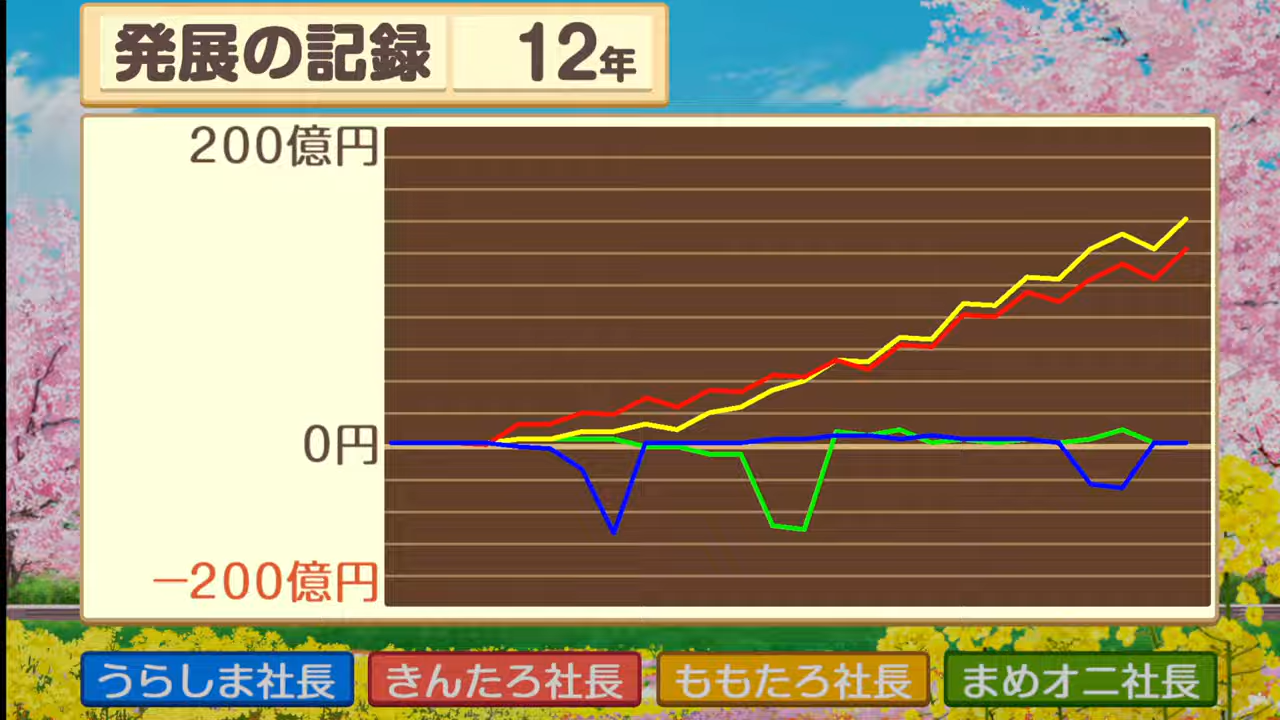 発展の記録 12年
200億円
0円
−200億円
うらしま社長 きんたろ社長 ももたろ社長 まめオニ社長